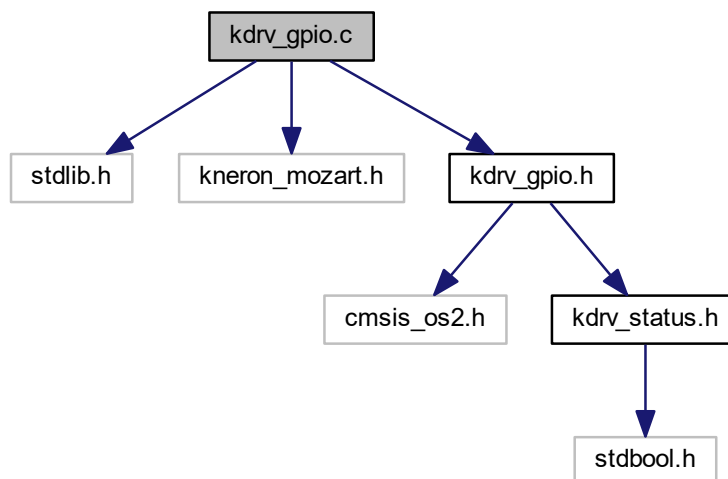 kdrv_gpio.c
stdlib.h
kneron_mozart.h
kdrv_gpio.h
cmsis_os2.h
kdrv_status.h
stdbool.h